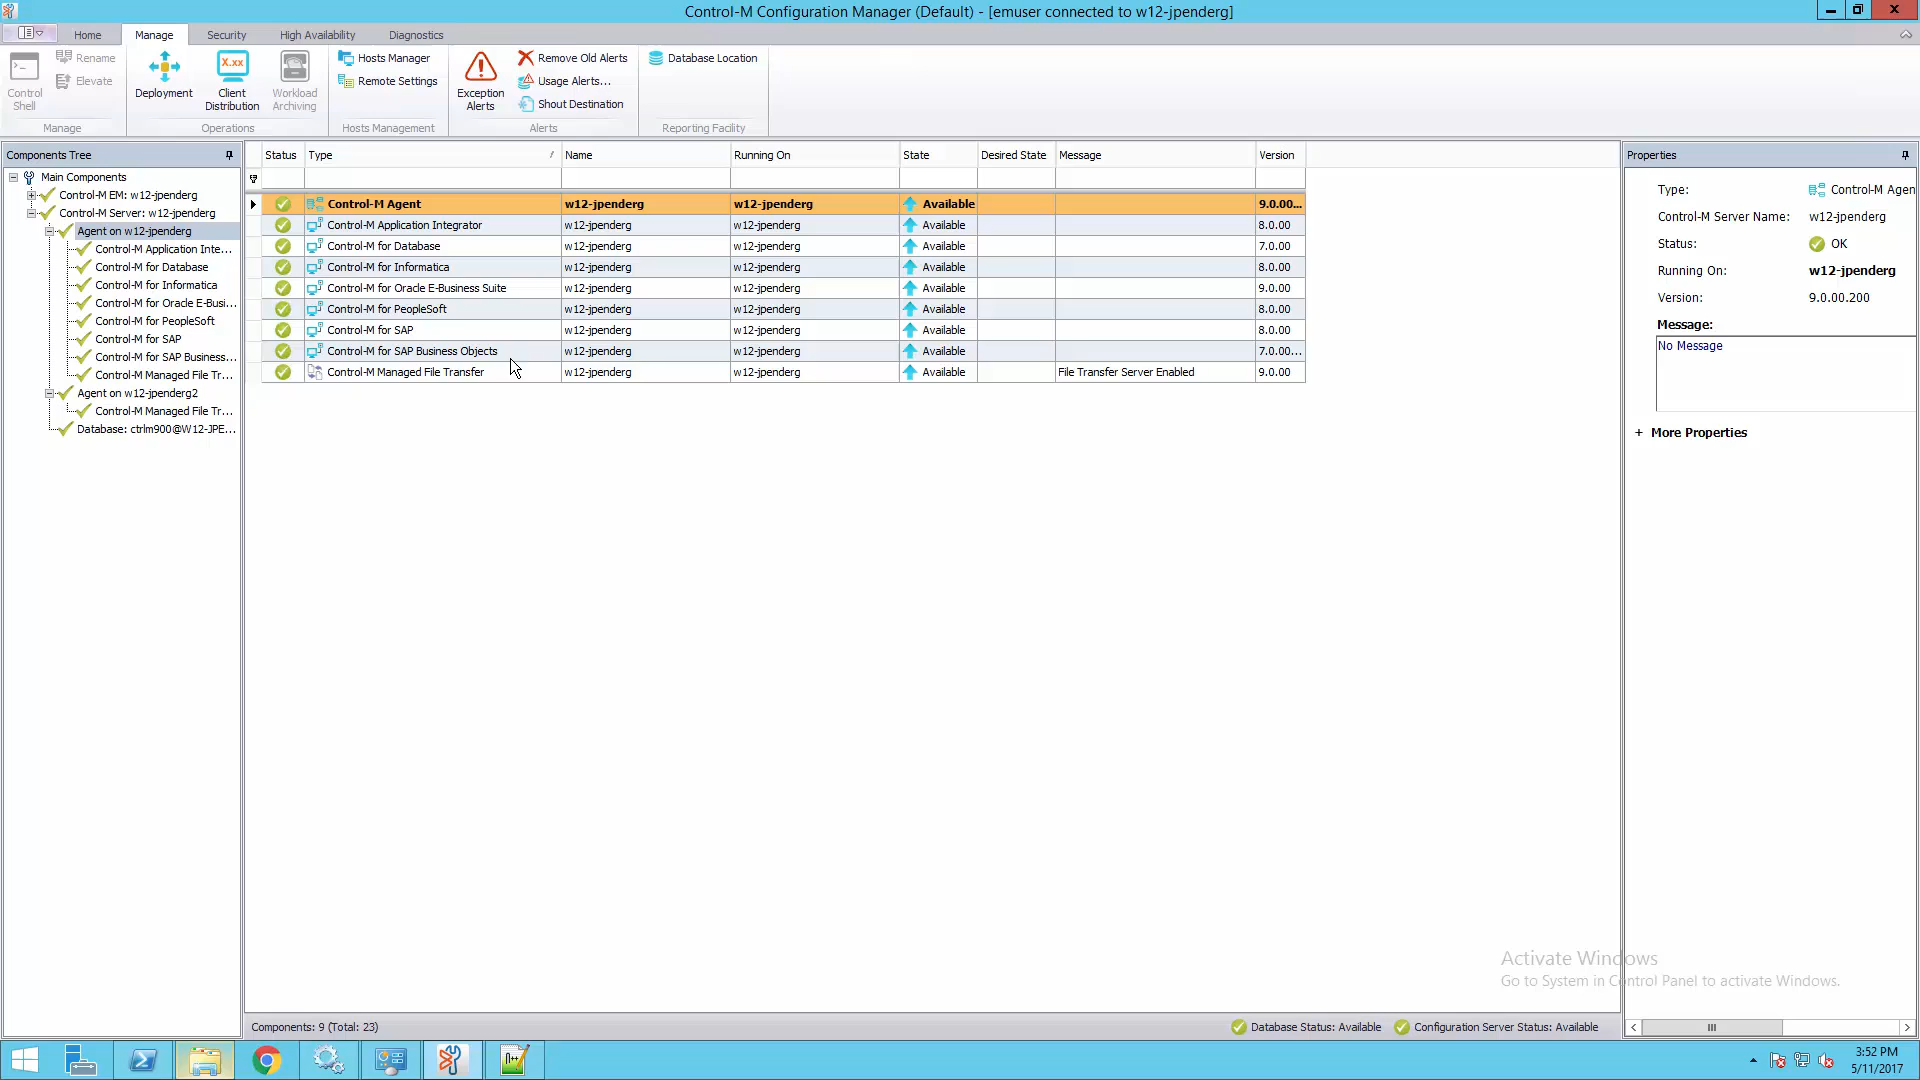 Control-M Configuration Manager (Default) - [emuser connected to w12-jpenderg]
Home
Manage
Security
High Availability
Diagnostics
Control Shell
Rename
Elevate
Manage
Deployment
Client Distribution
Workload Archiving
Operations
Hosts Manager
Remote Settings
Hosts Management
Exception Alerts
Remove Old Alerts
Usage Alerts...
Shout Destination
Alerts
Database Location
Reporting Facility
Components Tree
Main Components
Control-M EM: w12-jpenderg
Control-M Server: w12-jpenderg
Agent on w12-jpenderg
Control-M Application Inte...
Control-M for Database
Control-M for Informatica
Control-M for Oracle E-Busi...
Control-M for PeopleSoft
Control-M for SAP
Control-M for SAP Business...
Control-M Managed File Tr...
Agent on w12-jpenderg2
Control-M Managed File Tr...
Database: ctrlm900@W12-JPE...
Status Type Name Running On State Desired State Message Version
Control-M Agent w12-jpenderg w12-jpenderg Available 9.0.00...
Control-M Application Integrator w12-jpenderg w12-jpenderg Available 8.0.00
Control-M for Database w12-jpenderg w12-jpenderg Available 7.0.00
Control-M for Informatica w12-jpenderg w12-jpenderg Available 8.0.00
Control-M for Oracle E-Business Suite w12-jpenderg w12-jpenderg Available 9.0.00
Control-M for PeopleSoft w12-jpenderg w12-jpenderg Available 8.0.00
Control-M for SAP w12-jpenderg w12-jpenderg Available 8.0.00
Control-M for SAP Business Objects w12-jpenderg w12-jpenderg Available 7.0.00...
Control-M Managed File Transfer w12-jpenderg w12-jpenderg Available File Transfer Server Enabled 9.0.00
Properties
Type: Control-M Agen
Control-M Server Name: w12-jpenderg
Status: OK
Running On: w12-jpenderg
Version: 9.0.00.200
Message:
No Message
+ More Properties
Activate Windows
Go to System in Control Panel to activate Windows.
Components: 9 (Total: 23)
Database Status: Available
Configuration Server Status: Available
3:52 PM
5/11/2017